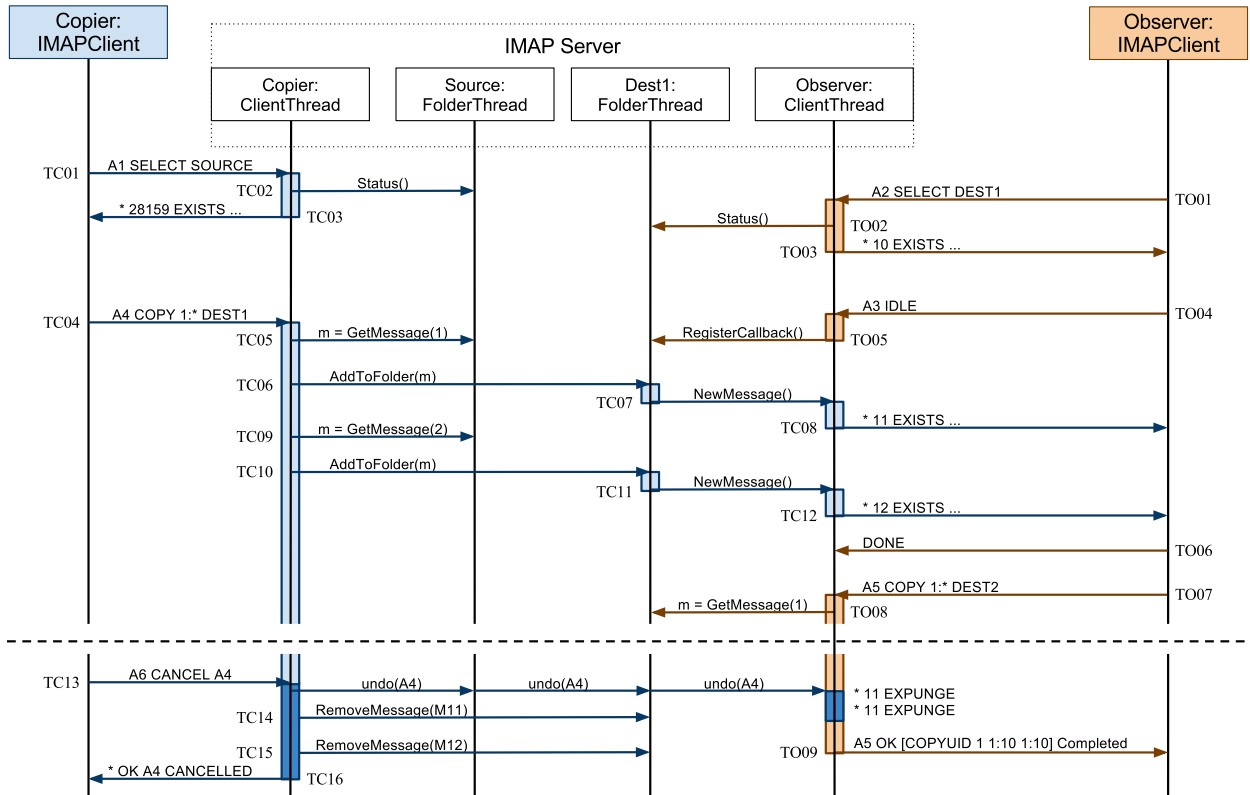 Copier:
IMAPClient
IMAP Server
Observer:
IMAPClient
Copier:
ClientThread
Source:
FolderThread
Dest1:
FolderThread
Observer:
ClientThread
TC01
A1 SELECT SOURCE
TC02
Status()
A2 SELECT DEST1
TO01
* 28159 EXISTS ...
TC03
Status()
TO02
TO03
* 10 EXISTS ...
A3 IDLE
TO04
TC04
A4 COPY 1:* DEST1
TC05
m = GetMessage(1)
RegisterCallback()
TO05
TC06
AddToFolder(m)
TC07
NewMessage()
TC08
* 11 EXISTS ...
TC09
m = GetMessage(2)
TC10
AddToFolder(m)
TC11
NewMessage()
TC12
* 12 EXISTS ...
DONE
TO06
A5 COPY 1:* DEST2
TO07
m = GetMessage(1)
TO08
TC13
A6 CANCEL A4
undo(A4)
undo(A4)
undo(A4)
* 11 EXPUNGE
* 11 EXPUNGE
TC14
RemoveMessage(M11)
TC15
RemoveMessage(M12)
TO09
A5 OK [COPYUID 1 1:10 1:10] Completed
* OK A4 CANCELLED
TC16